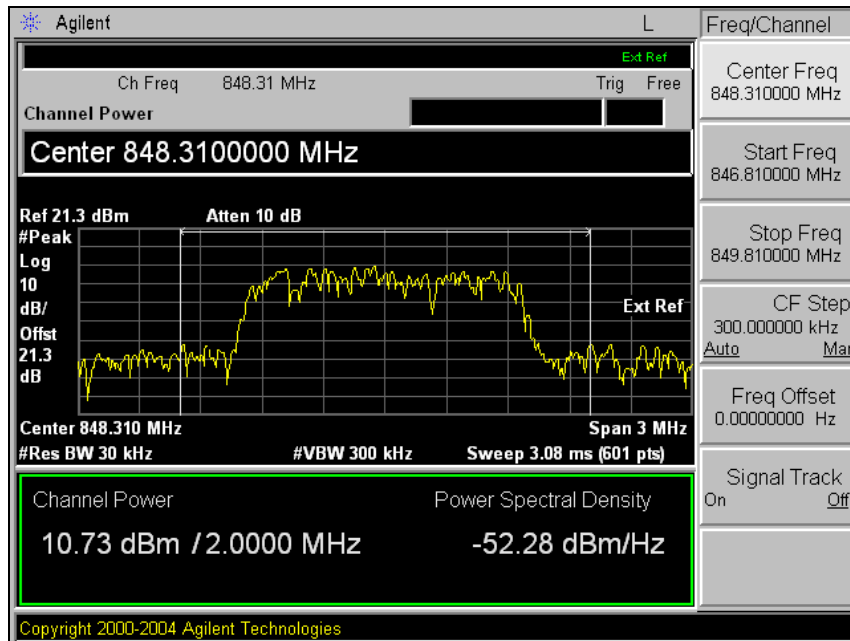 Agilent L Freq/Channel
Ext Ref
Ch Freq 848.31 MHz Trig Free
Channel Power
Center 848.3100000 MHz
Ref 21.3 dBm Atten 10 dB
#Peak
Log
10
dB/
Offst
21.3
dB
Ext Ref
Center 848.310 MHz Span 3 MHz
#Res BW 30 kHz #VBW 300 kHz Sweep 3.08 ms (601 pts)
Channel Power Power Spectral Density
10.73 dBm / 2.0000 MHz -52.28 dBm/Hz
Center Freq
848.310000 MHz
Start Freq
846.810000 MHz
Stop Freq
849.810000 MHz
CF Step
300.000000 kHz
Auto Man
Freq Offset
0.00000000 Hz
Signal Track
On Off
Copyright 2000-2004 Agilent Technologies